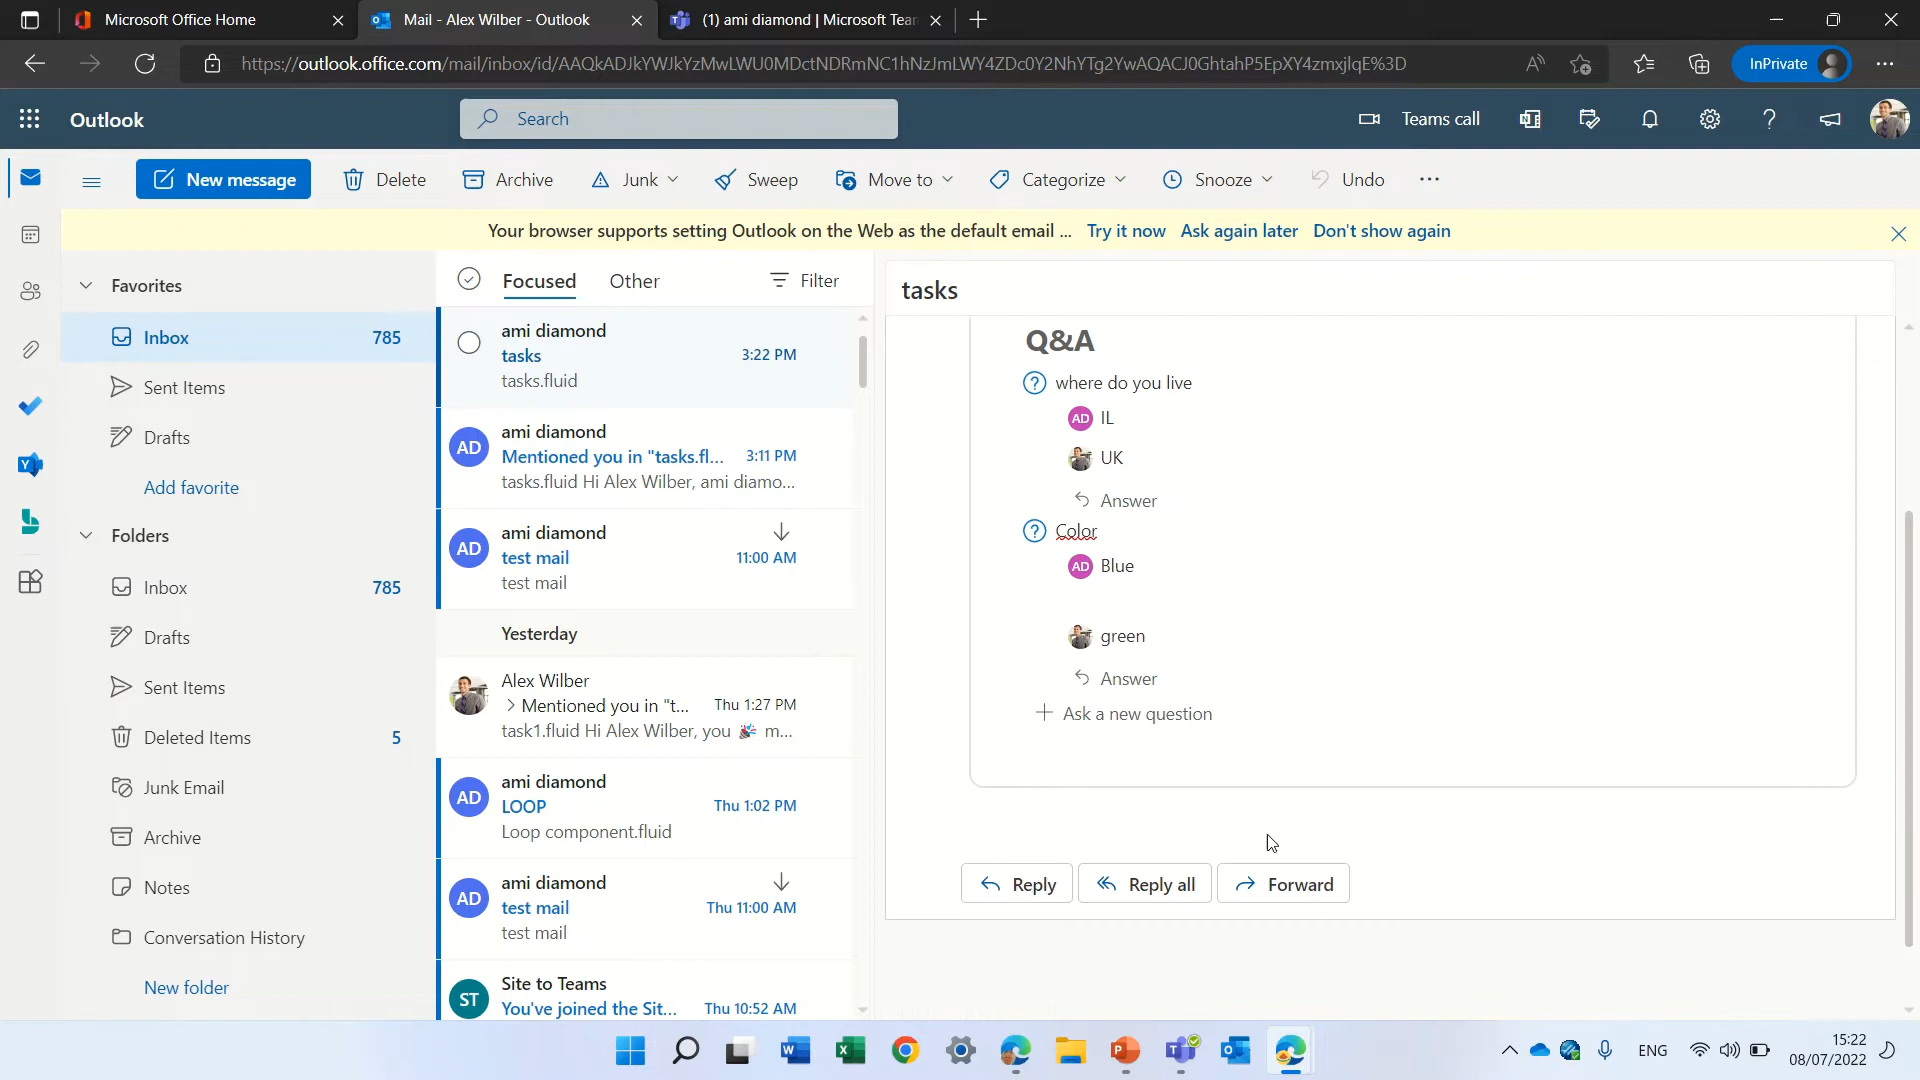 Microsoft Office Home
Mail - Alex Wilber - Outlook
(1) ami diamond | Microsoft Tea
https://outlook.office.com/mail/inbox/id/AAQkADJkYWJkYzMwLWU0MDctNDRmNC1hNzJmLWY4ZDc0Y2NhYTg2YwAQACJ0GhtahP5EpXY4zmxjlqE%3D
InPrivate
Outlook
Search
Teams call
New message
Delete
Archive
Junk
Sweep
Move to
Categorize
Snooze
Undo
Your browser supports setting Outlook on the Web as the default email ... Try it now Ask again later Don't show again
Favorites
Inbox 785
Sent Items
Drafts
Add favorite
Folders
Inbox 785
Drafts
Sent Items
Deleted Items 5
Junk Email
Archive
Notes
Conversation History
New folder
Focused
Other
Filter
ami diamond
tasks 3:22 PM
tasks.fluid
AD
ami diamond
Mentioned you in "tasks.fl... 3:11 PM
tasks.fluid Hi Alex Wilber, ami diamo...
AD
ami diamond
test mail 11:00 AM
test mail
Yesterday
Alex Wilber
Mentioned you in "t... Thu 1:27 PM
task1.fluid Hi Alex Wilber, you 🎉 m...
AD
ami diamond
LOOP Thu 1:02 PM
Loop component.fluid
AD
ami diamond
test mail Thu 11:00 AM
test mail
ST
Site to Teams
You've joined the Sit... Thu 10:52 AM
tasks
Q&A
where do you live
AD IL
UK
Answer
Color
AD Blue
green
Answer
Ask a new question
Reply
Reply all
Forward
ENG
15:22
08/07/2022